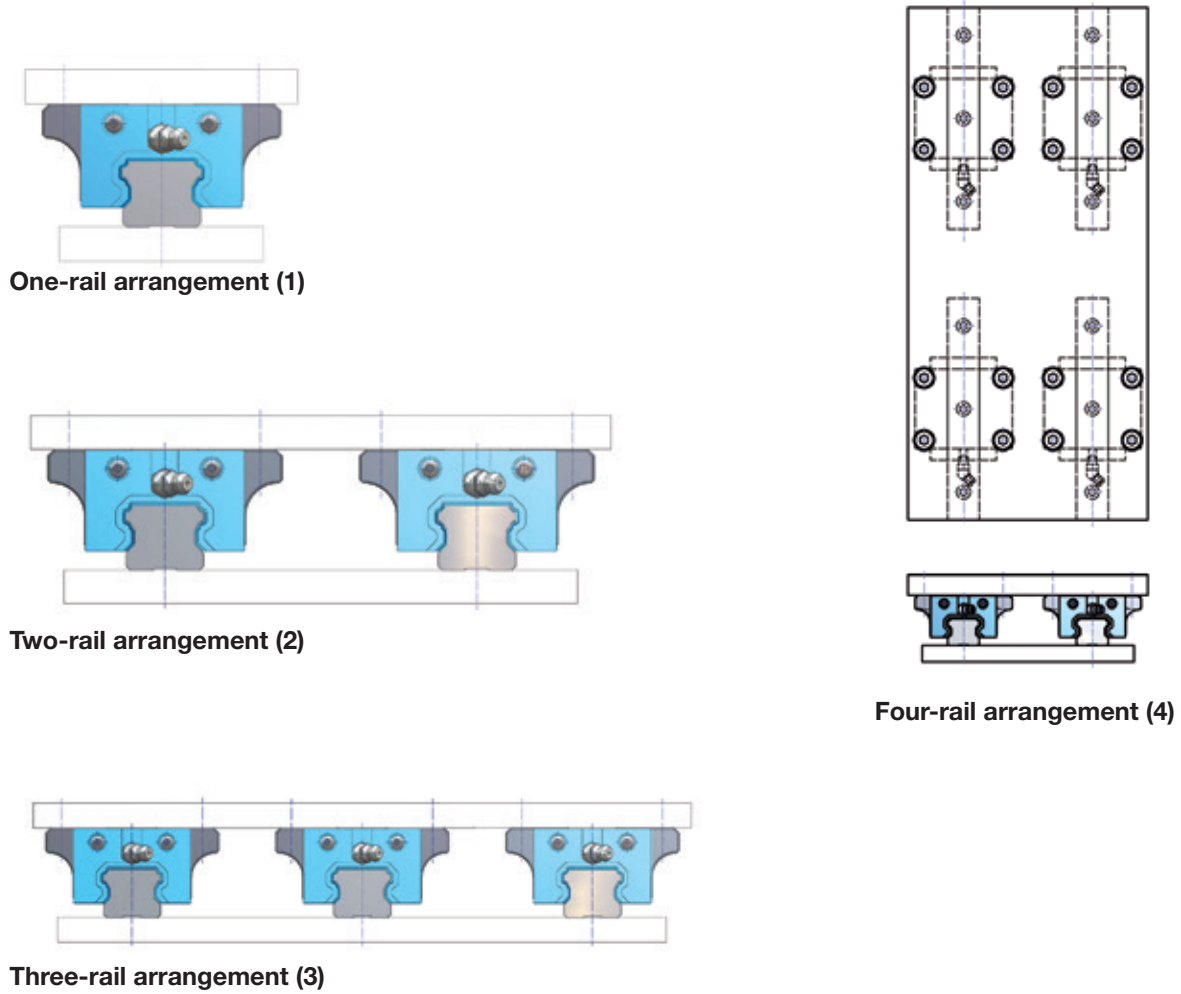 One-rail arrangement (1)
Two-rail arrangement (2)
Three-rail arrangement (3)
Four-rail arrangement (4)